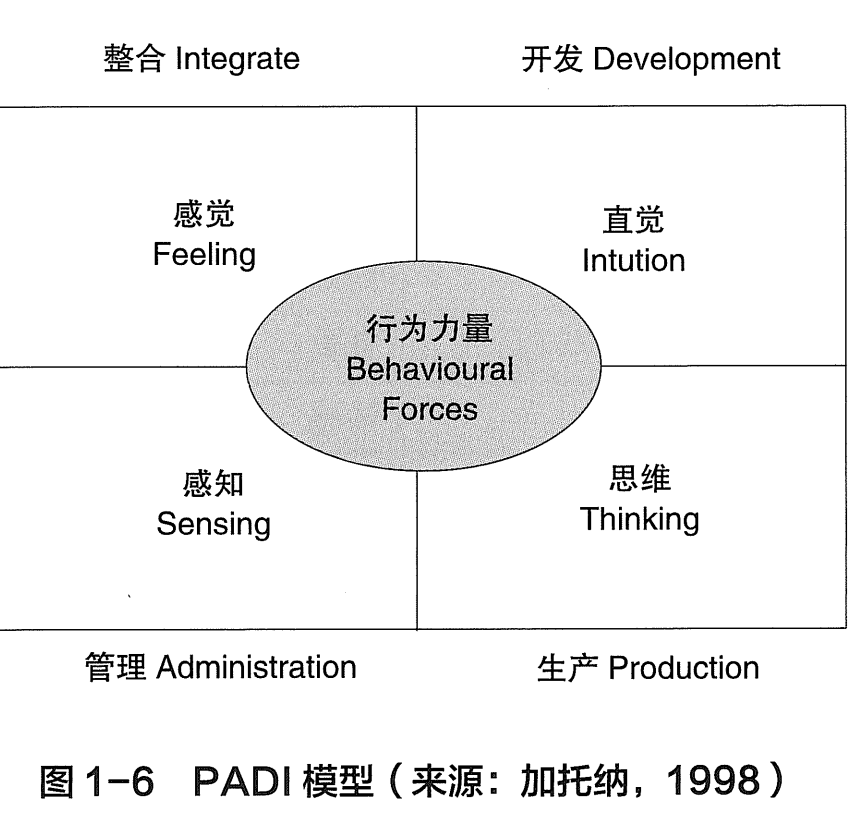 整合 Integrate
开发 Development
感觉
Feeling
直觉
Intution
行为力量
Behavioural
Forces
感知
Sensing
思维
Thinking
管理 Administration
生产 Production
图 1-6 PADI 模型（来源：加托纳，1998）